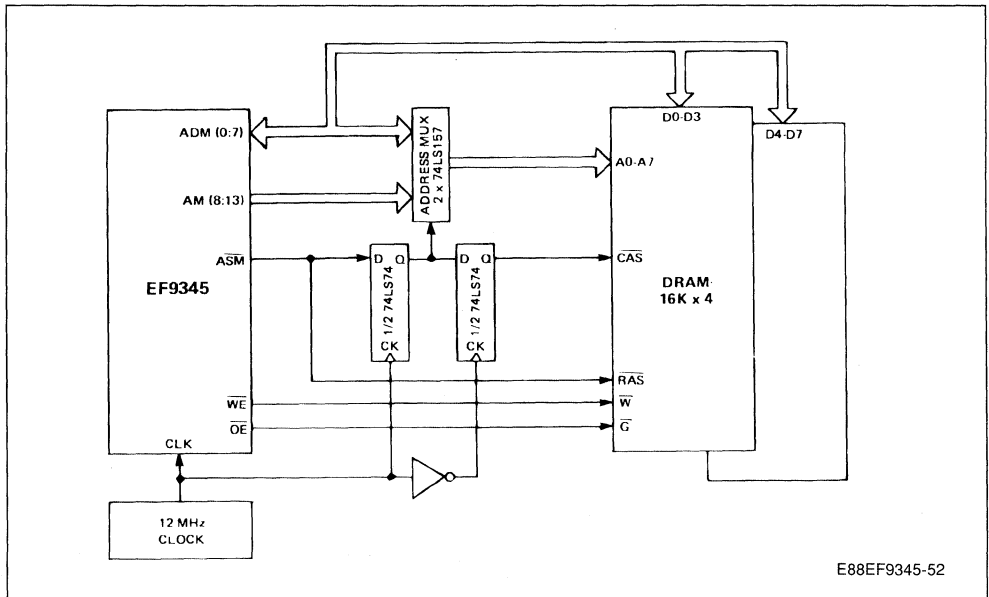 D0-D3
D4-D7
ADM (0:7)
ADDRESS MUX
2 x 74LS157
A0-A7
AM (8:13)
ASM
D Q
D Q
CAS
EF9345
1/2 74LS74
1/2 74LS74
DRAM
16K x 4
CK
CK
RAS
WE
W
OE
G
CLK
12 MHz
CLOCK
E88EF9345-52